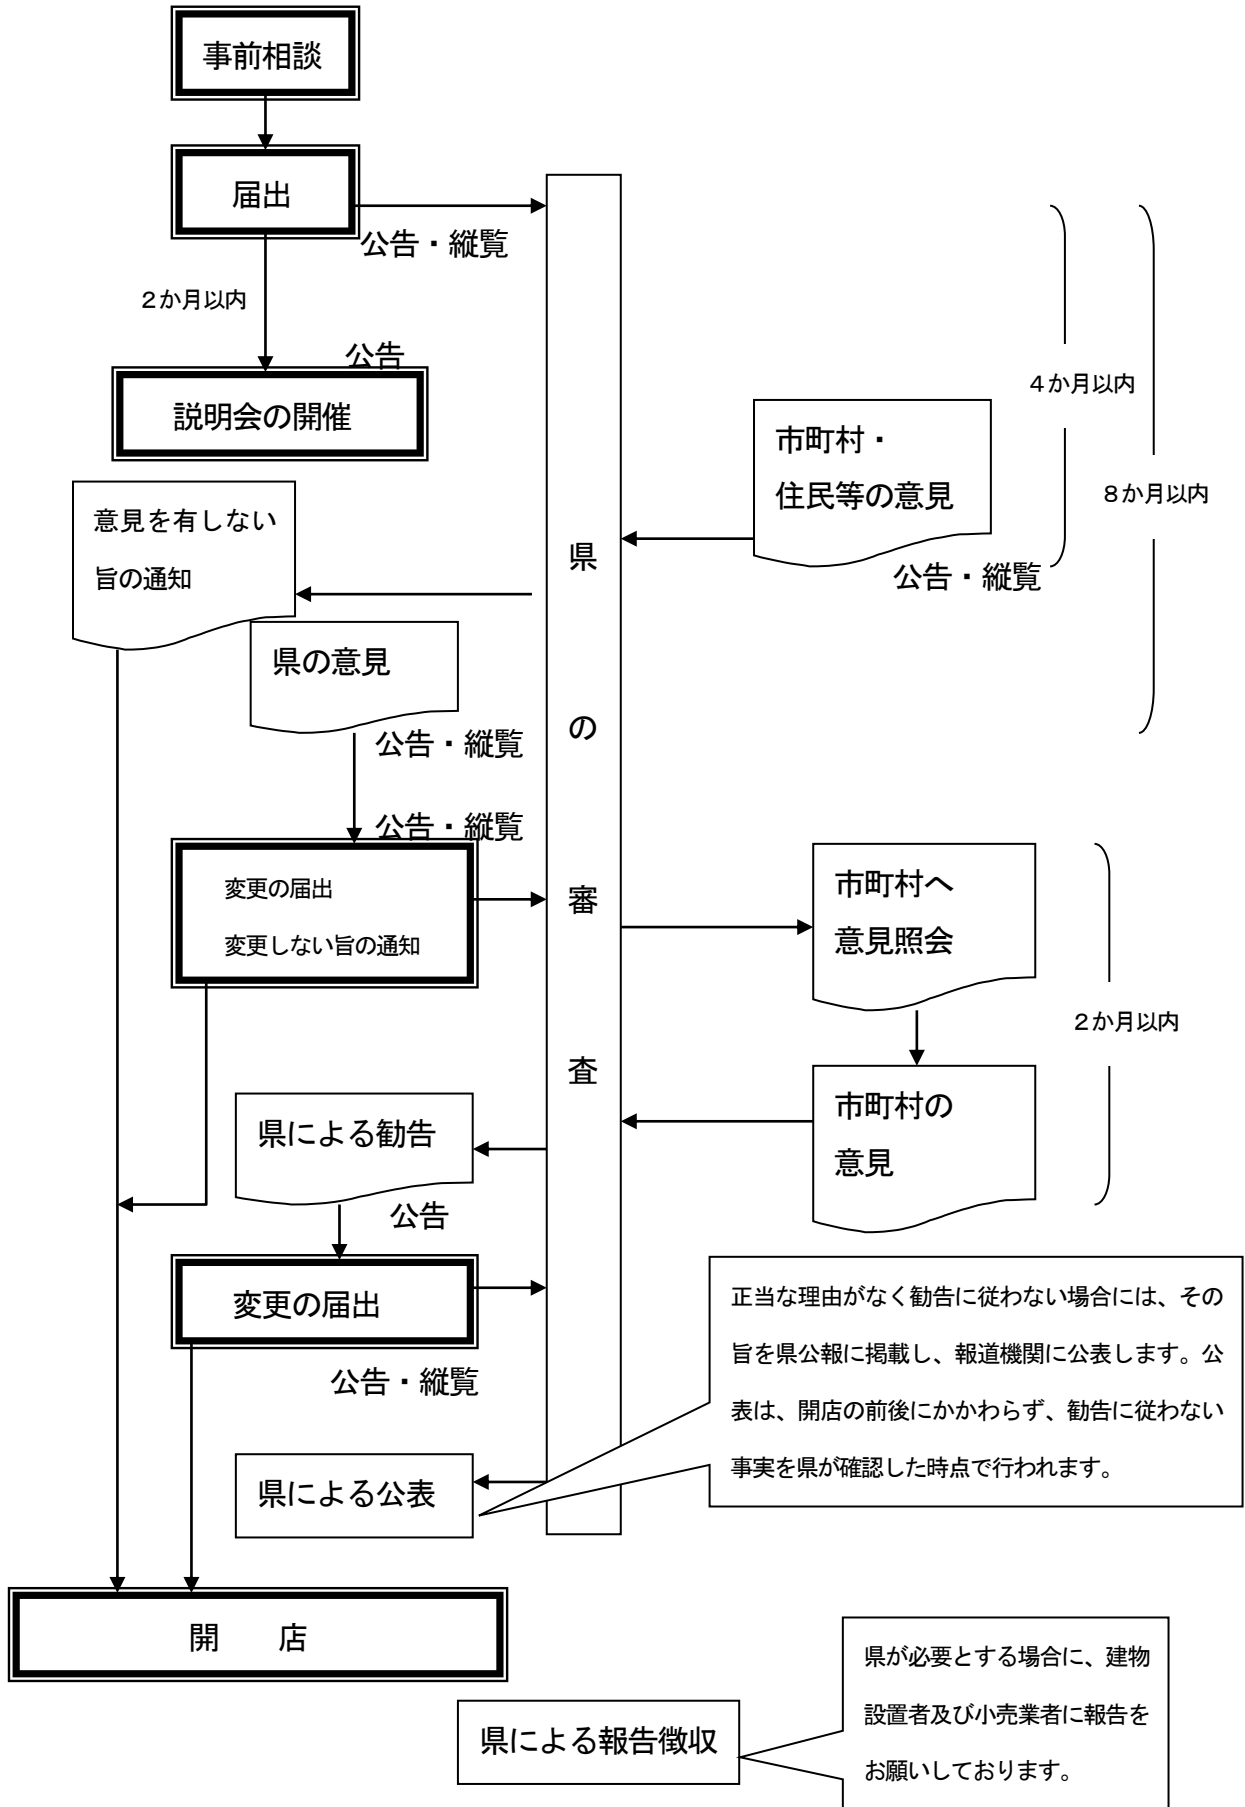 事前相談
届出
公告・縦覧
２か月以内
公告
説明会の開催
４か月以内
市町村・
住民等の意見
８か月以内
公告・縦覧
意見を有しない
旨の通知
県の意見
公告・縦覧
公告・縦覧
変更の届出
変更しない旨の通知
県の審査
市町村へ
意見照会
２か月以内
市町村の
意見
県による勧告
公告
変更の届出
公告・縦覧
正当な理由がなく勧告に従わない場合には、その
旨を県公報に掲載し、報道機関に公表します。公
表は、開店の前後にかかわらず、勧告に従わない
事実を県が確認した時点で行われます。
県による公表
開　店
県が必要とする場合に、建物
設置者及び小売業者に報告を
お願いしております。
県による報告徴収